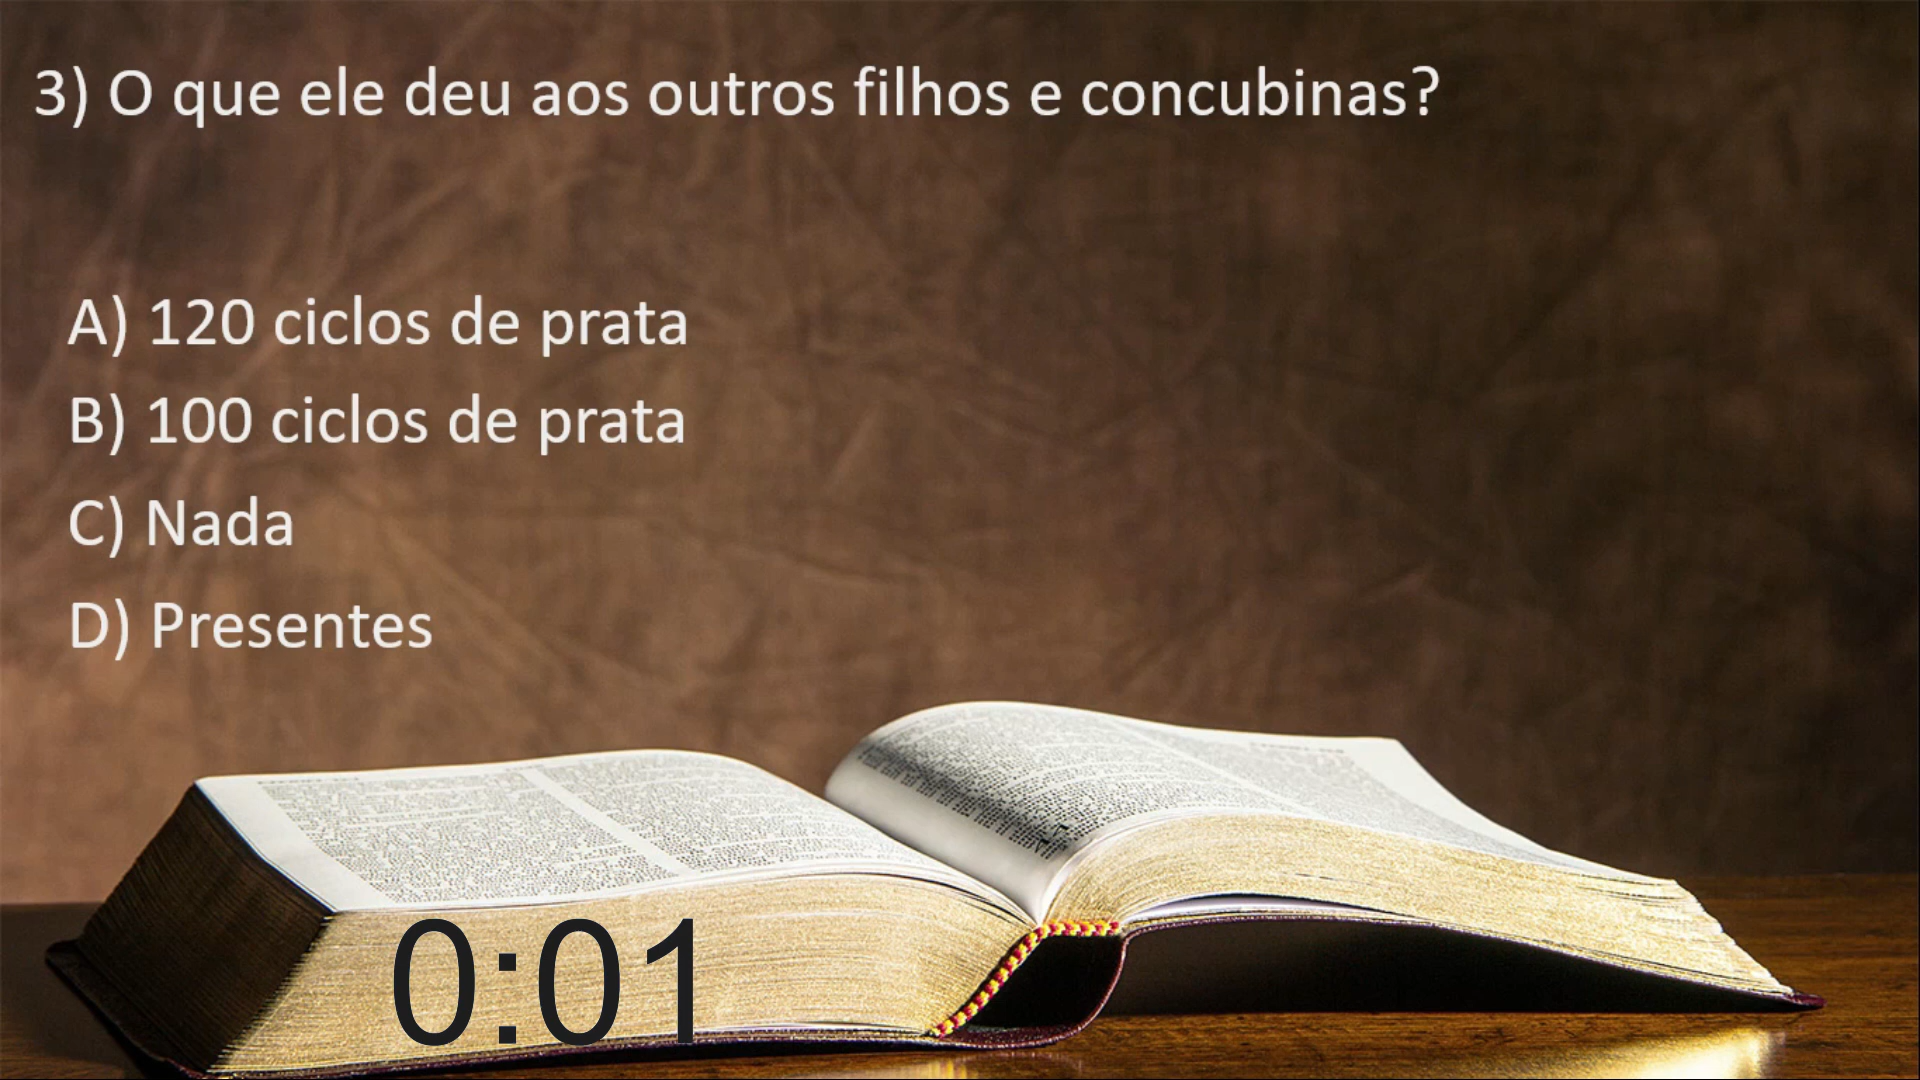 3) O que ele deu aos outros filhos e concubinas?
A) 120 ciclos de prata
B) 100 ciclos de prata
C) Nada
D) Presentes
0:01